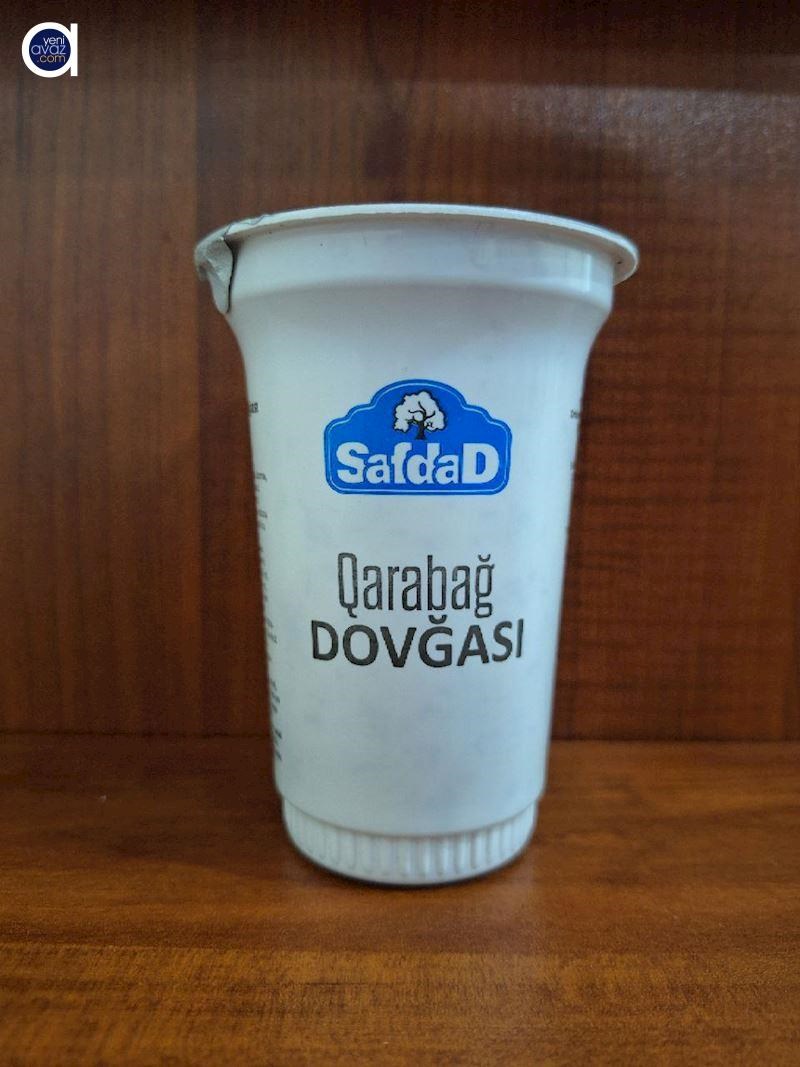 yeni
avaz
.com
SafdaD
Qarabağ
DOVĞASI